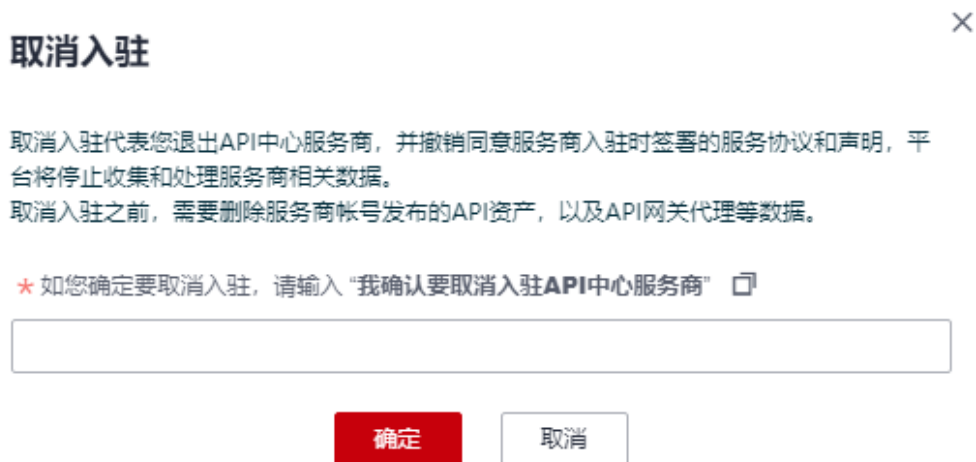 取消入驻
取消入驻代表您退出API中心服务商，并撤销同意服务商入驻时签署的服务协议和声明，平
台将停止收集和处理服务商相关数据。
取消入驻之前，需要删除服务商帐号发布的API资产，以及API网关代理等数据。
* 如您确定要取消入驻，请输入 “我确认要取消入驻API中心服务商”
确定 取消